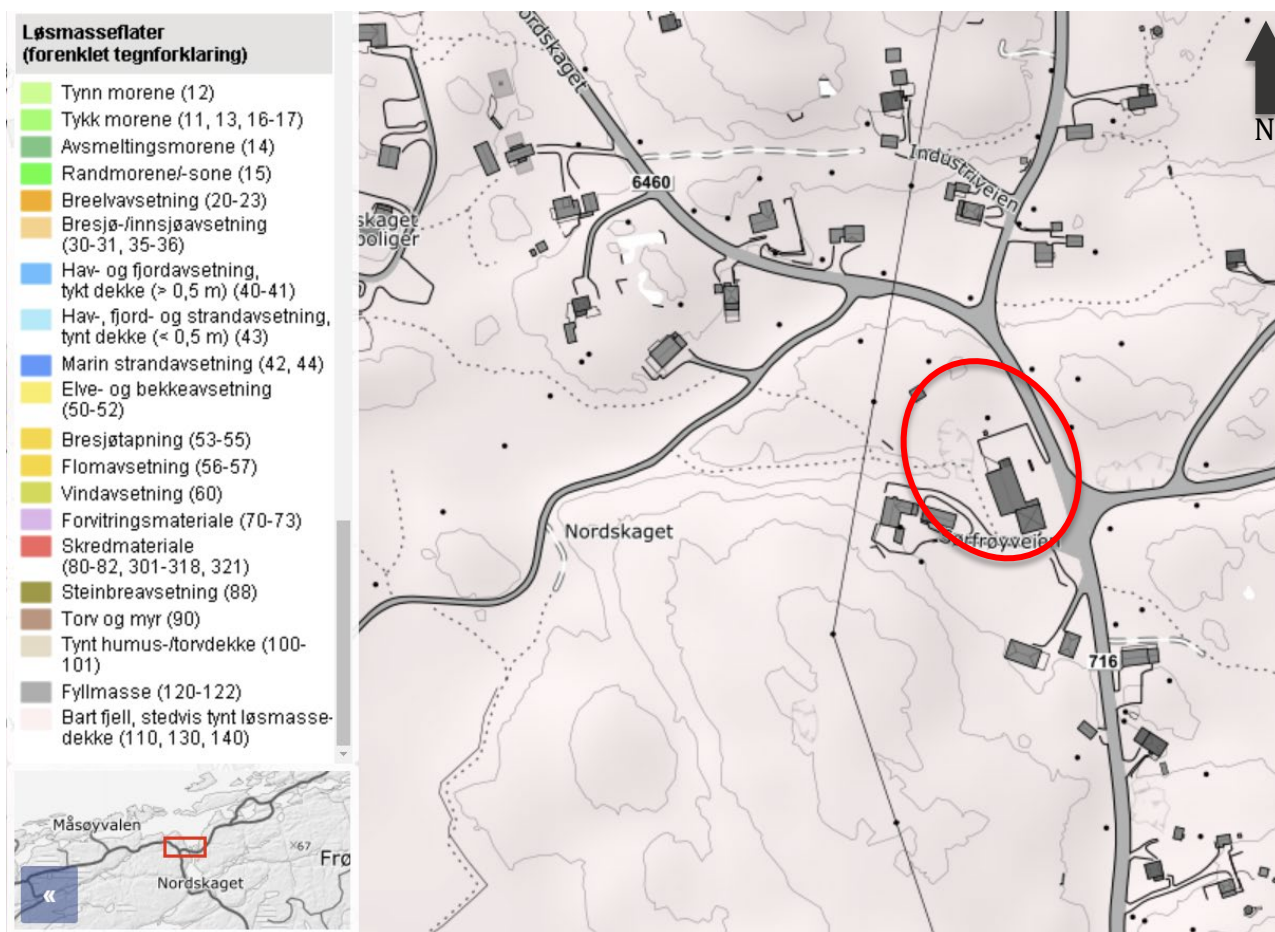 Løsmasseflater
(forenklet tegnforklaring)
Tynn morene (12)
Tykk morene (11, 13, 16-17)
Avsmeltingsmorene (14)
Randmorene/-sone (15)
Breelvavsetning (20-23)
Bresjø-/innsjøavsetning
(30-31, 35-36)
Hav- og fjordavsetning,
tykt dekke (> 0,5 m) (40-41)
Hav-, fjord- og strandavsetning,
tynt dekke (< 0,5 m) (43)
Marin strandavsetning (42, 44)
Elve- og bekkeavsetning
(50-52)
Bresjøtapning (53-55)
Flomavsetning (56-57)
Vindavsetning (60)
Forvitringsmateriale (70-73)
Skredmateriale
(80-82, 301-318, 321)
Steinbreavsetning (88)
Torv og myr (90)
Tynt humus-/torvdekke (100-
101)
Fyllmasse (120-122)
Bart fjell, stedvis tynt løsmasse-
dekke (110, 130, 140)
Måsøyvalen
×67
Frø
Nordskaget
«
ordskaget
N
Industriveien
6460
skaget
boliger
Nordskaget
Sørfrøyveien
716